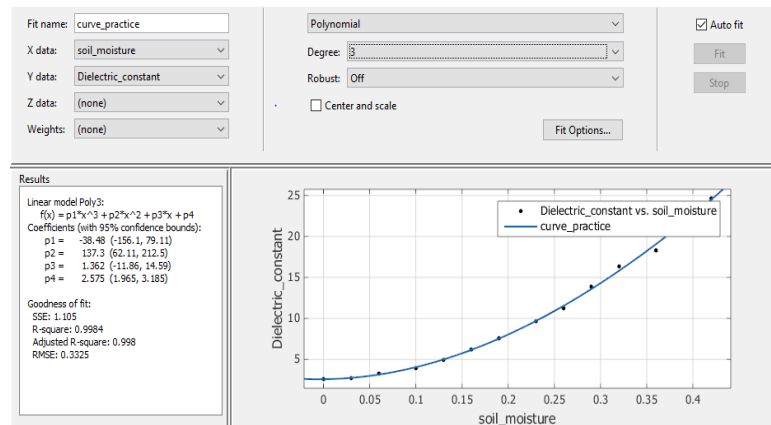 Fit name: curve_practice
X data: soil_moisture
Y data: Dielectric_constant
Z data: (none)
Weights: (none)
Polynomial
Degree: 3
Robust: Off
Center and scale
Fit Options...
Auto fit
Fit
Stop
Results
Linear model Poly3:
f(x) = p1*x^3 + p2*x^2 + p3*x + p4
Coefficients (with 95% confidence bounds):
p1 = -38.48 (-156.1, 79.11)
p2 = 137.3 (62.11, 212.5)
p3 = 1.362 (-11.86, 14.59)
p4 = 2.575 (1.965, 3.185)
Goodness of fit:
SSE: 1.105
R-square: 0.9984
Adjusted R-square: 0.998
RMSE: 0.3325
Dielectric_constant
25
20
15
10
5
Dielectric_constant vs. soil_moisture
curve_practice
0 0.05 0.1 0.15 0.2 0.25 0.3 0.35 0.4
soil_moisture